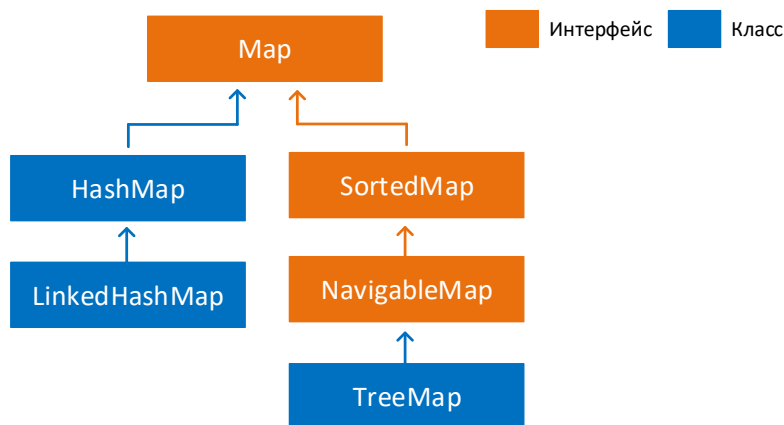 Map
Интерфейс
Класс
HashMap
SortedMap
LinkedHashMap
NavigableMap
TreeMap